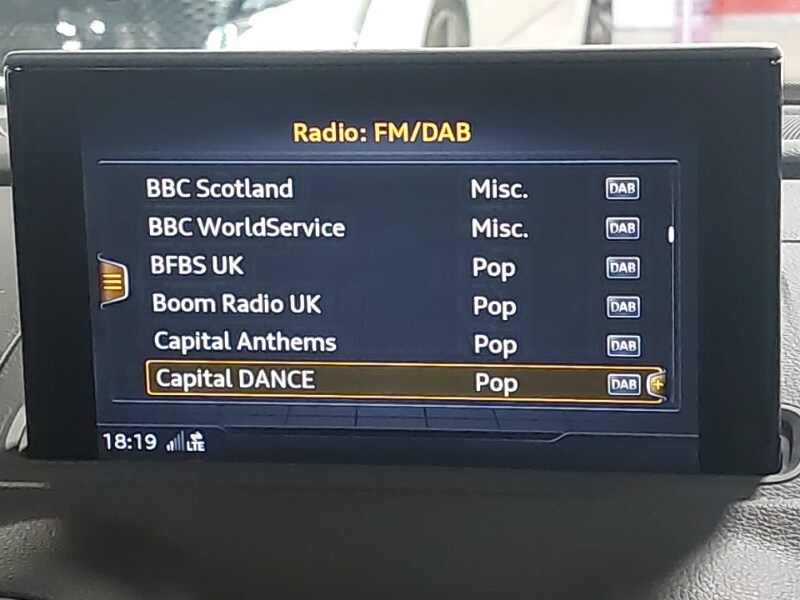 Radio: FM/DAB
BBC Scotland Misc. DAB
BBC WorldService Misc. DAB
BFBS UK Pop DAB
Boom Radio UK Pop DAB
Capital Anthems Pop DAB
Capital DANCE Pop DAB +
18:19 LTE